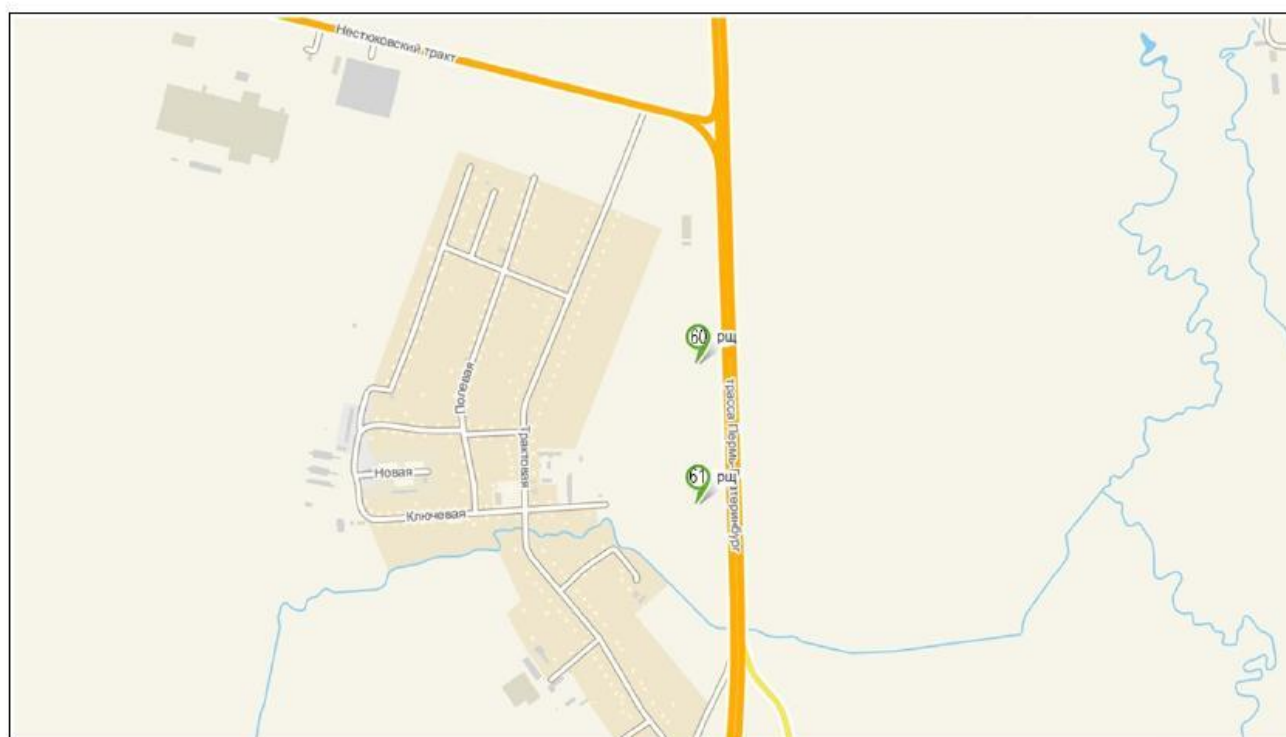 Нестюковский тракт
60 рщ
Полевая
трасса Пермь-Екатеринбург
Трактовая
61 рщ
Новая
Ключевая